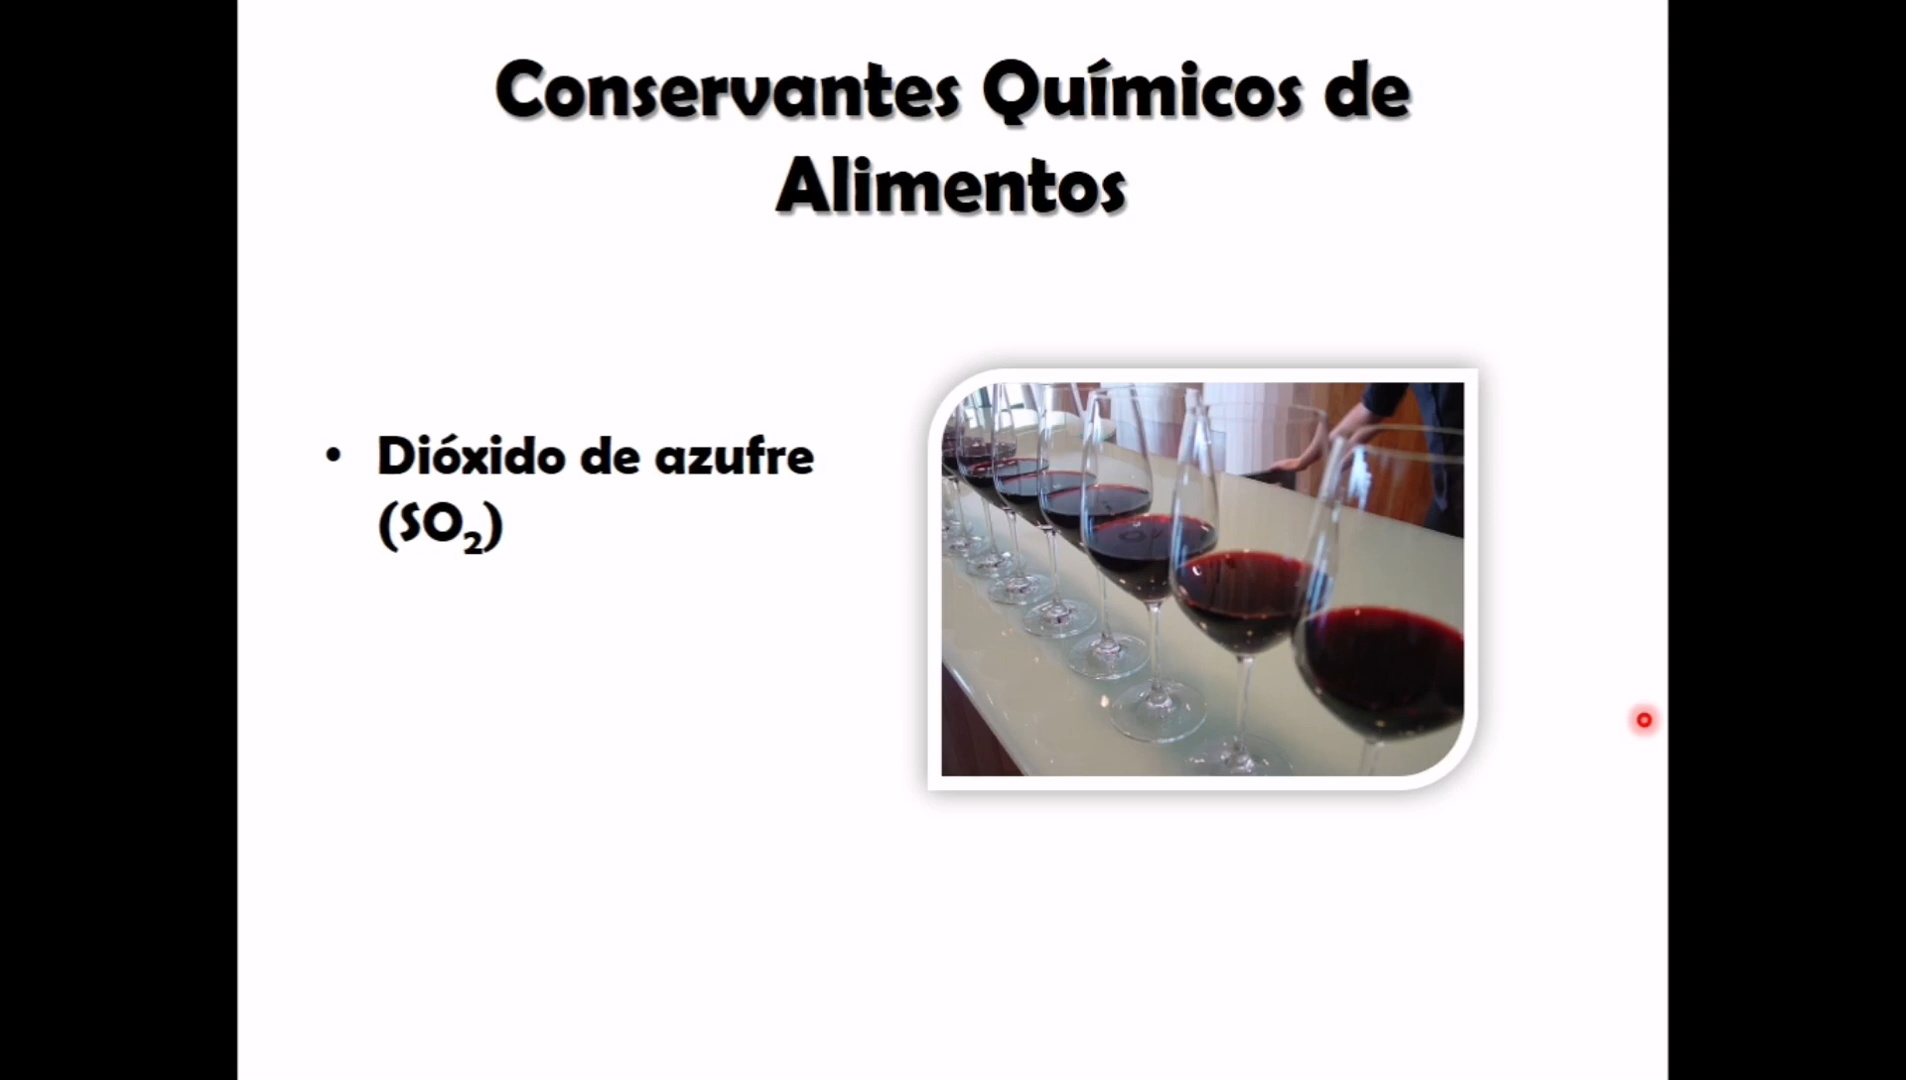 Conservantes Químicos de
Alimentos
• Dióxido de azufre
(SO₂)